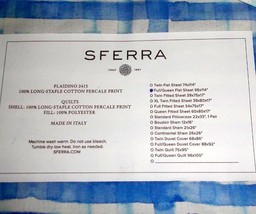 SFERRA
PLAIDINO 2415
100% LONG-STAPLE COTTON PERCALE PRINT
QUILTS
SHELL: 100% LONG-STAPLE COTTON PERCALE PRINT
FILL: 100% POLYESTER
MADE IN ITALY
Machine wash warm. Do not use bleach.
Tumble dry low heat. Iron as needed.
SFERRA.COM
Twin Flat Sheet 74x114"
Full/Queen Flat Sheet 96x114"
Twin Fitted Sheet 39x75x17"
XL Twin Fitted Sheet 39x80x17"
Full Fitted Sheet 54x75x17"
Queen Fitted Sheet 60x80x17"
Standard Pillowcase 22x33", 1 Pair
Boudoir Sham 12x16"
Standard Sham 21x26"
Continental Sham 26x26"
Twin Duvet Cover 68x86"
Full/Queen Duvet Cover 88x92"
Twin Quilt 70x95"
Full/Queen Quilt 96x100"